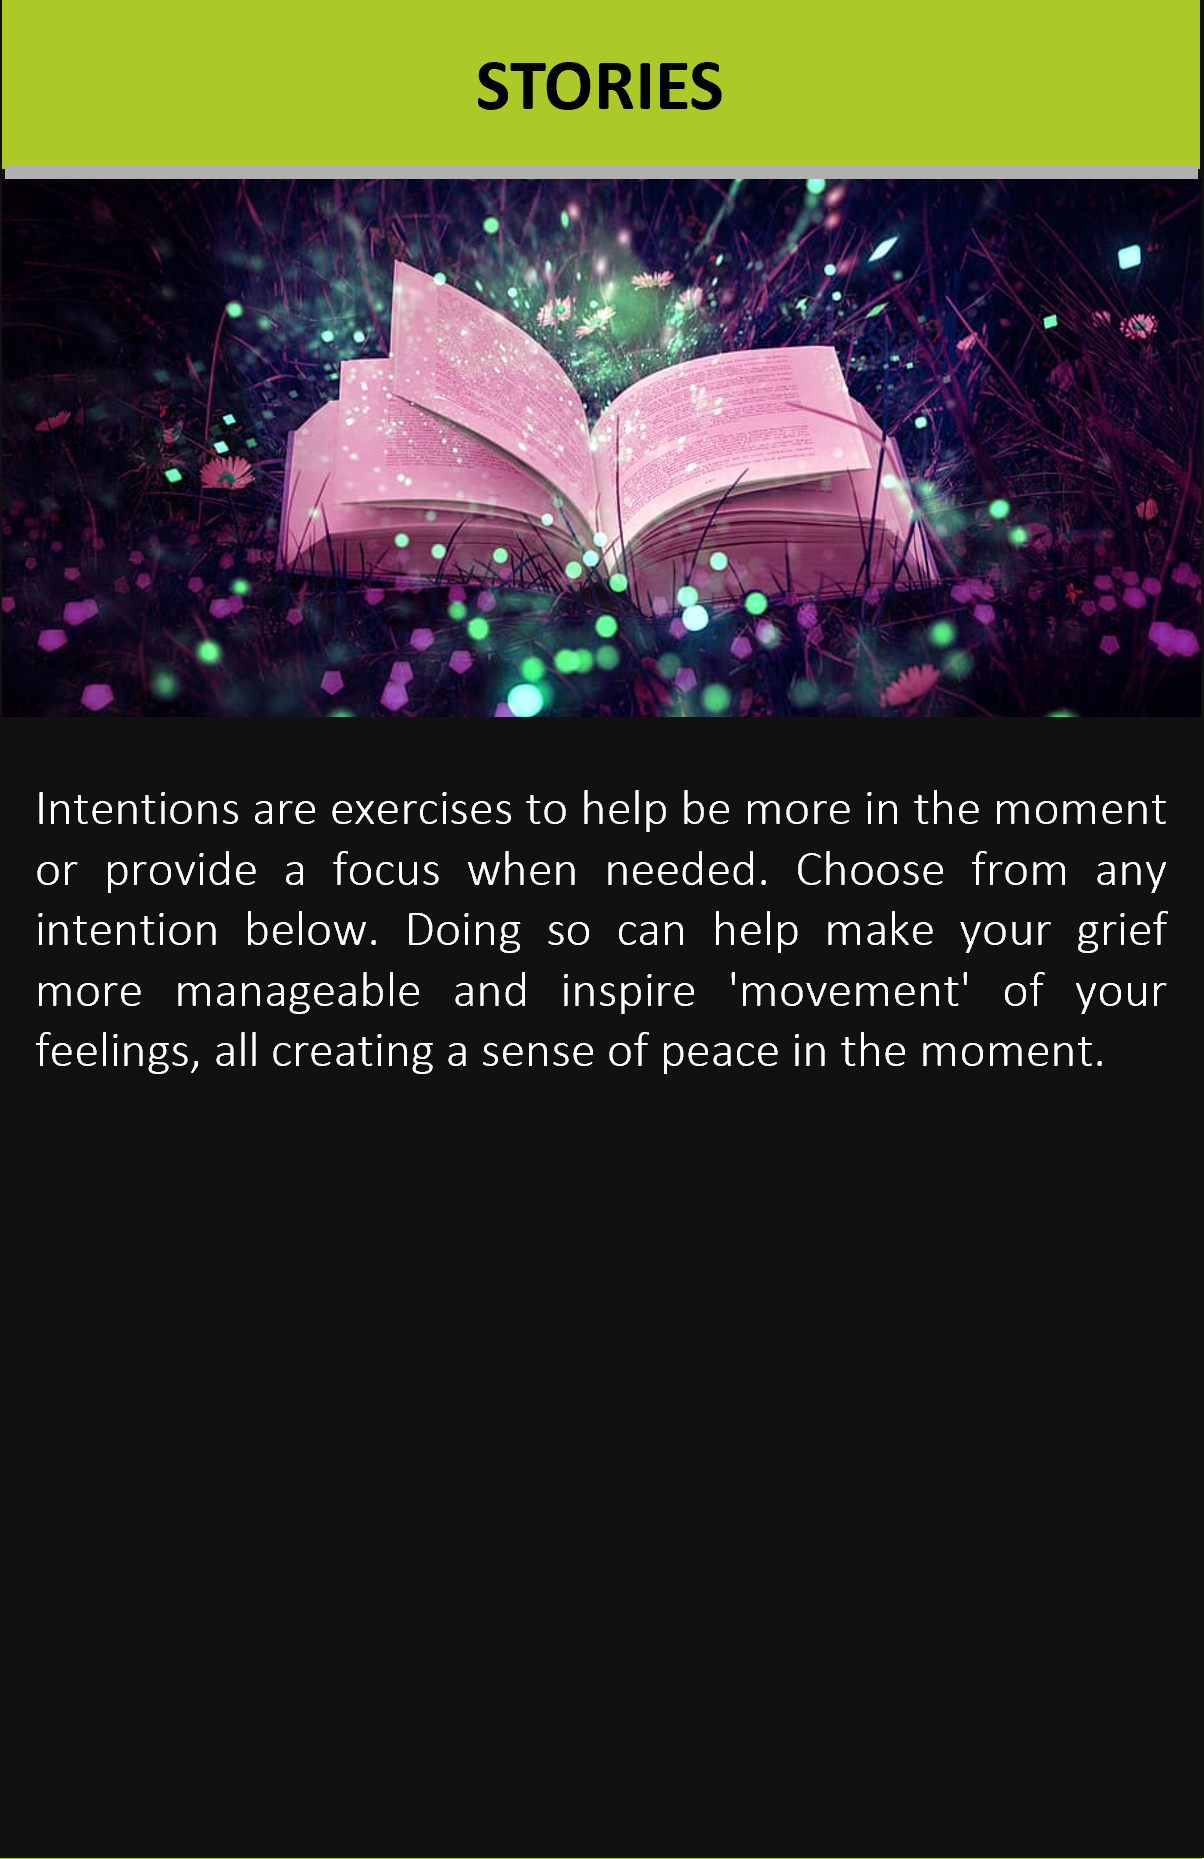 STORIES
Intentions are exercises to help be more in the moment
or provide a focus when needed. Choose from any
intention below. Doing so can help make your grief
more manageable and inspire 'movement' of your
feelings, all creating a sense of peace in the moment.